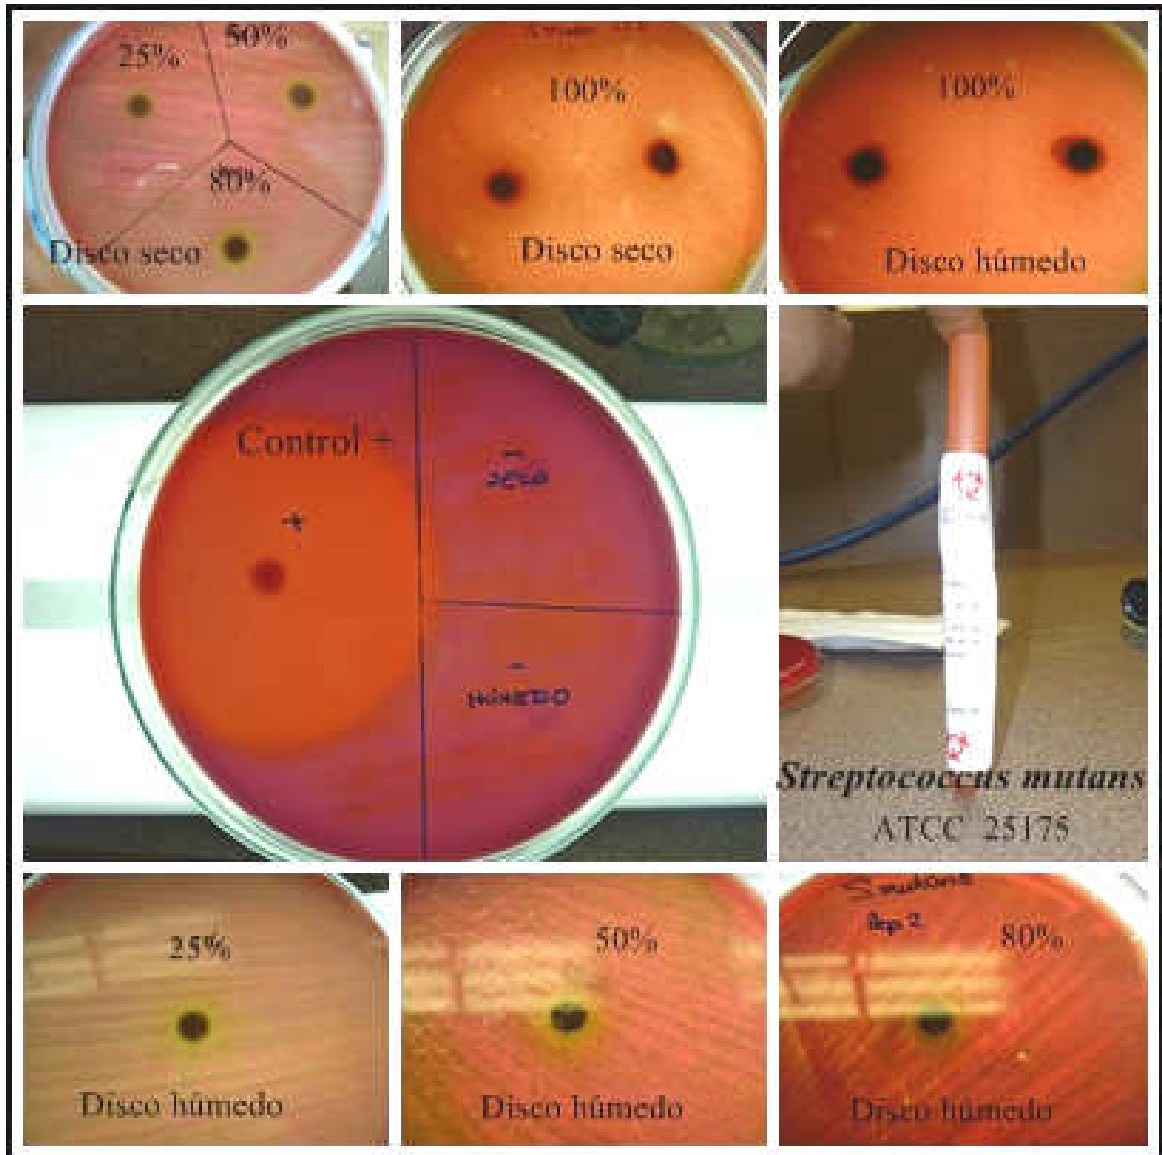 25%
50%
80%
Disco seco
100%
Disco seco
100%
Disco húmedo
Control +
+
-
SECO
-
HÚMEDO
Streptococcus mutans
ATCC 25175
25%
Disco húmedo
50%
Disco húmedo
S mutans
80%
Disco húmedo